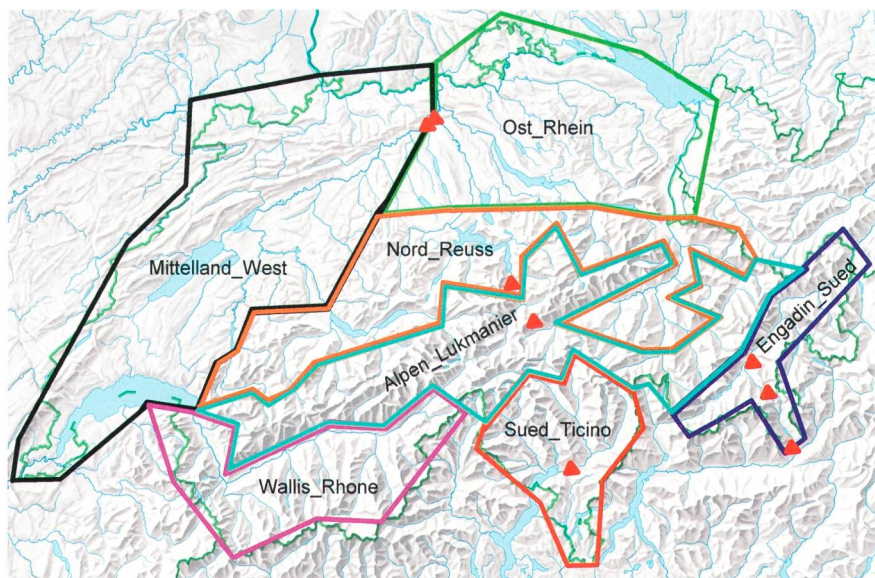 Ost_Rhein
Nord_Reuss
Mittelland_West
Engadin_Sued
Alpen_Lukmanier
Sued_Ticino
Wallis_Rhone